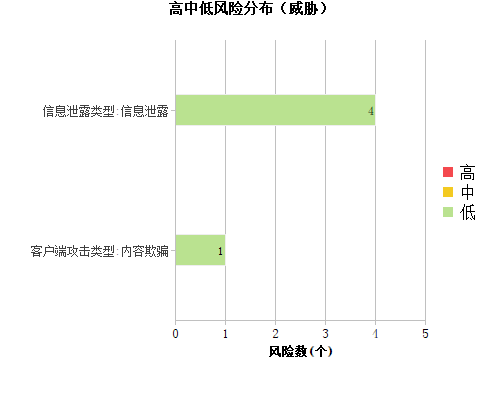 高中低风险分布（威胁）
信息泄露类型:信息泄露
4
高
中
低
客户端攻击类型:内容欺骗
1
0 1 2 3 4 5
风险数(个)